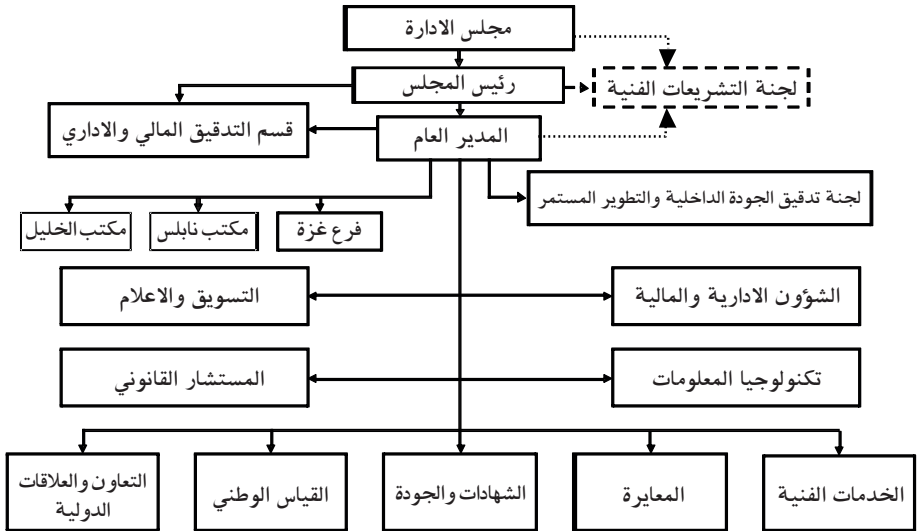 مجلس الادارة
رئيس المجلس
لجنة التشريعات الفنية
قسم التدقيق المالي والاداري
المدير العام
لجنة تدقيق الجودة الداخلية والتطوير المستمر
فرع غزة
مكتب نابلس
مكتب الخليل
الشؤون الادارية والمالية
التسويق والاعلام
تكنولوجيا المعلومات
المستشار القانوني
الخدمات الفنية
المعايرة
الشهادات والجودة
القياس الوطني
التعاون والعلاقات
الدولية